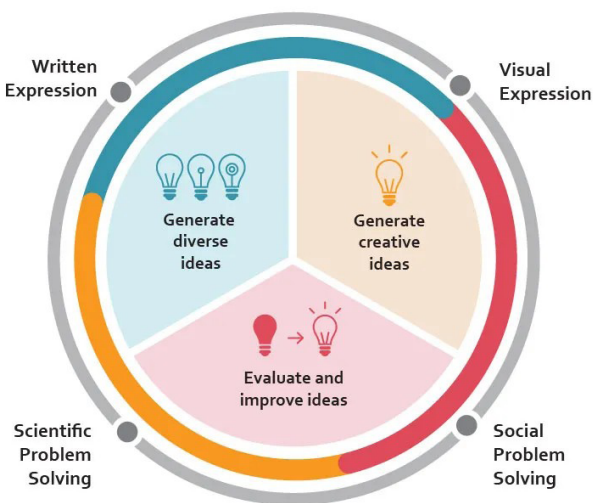 Written
Expression
Visual
Expression
Generate
diverse
ideas
Generate
creative
ideas
Evaluate and
improve ideas
Scientific
Problem
Solving
Social
Problem
Solving